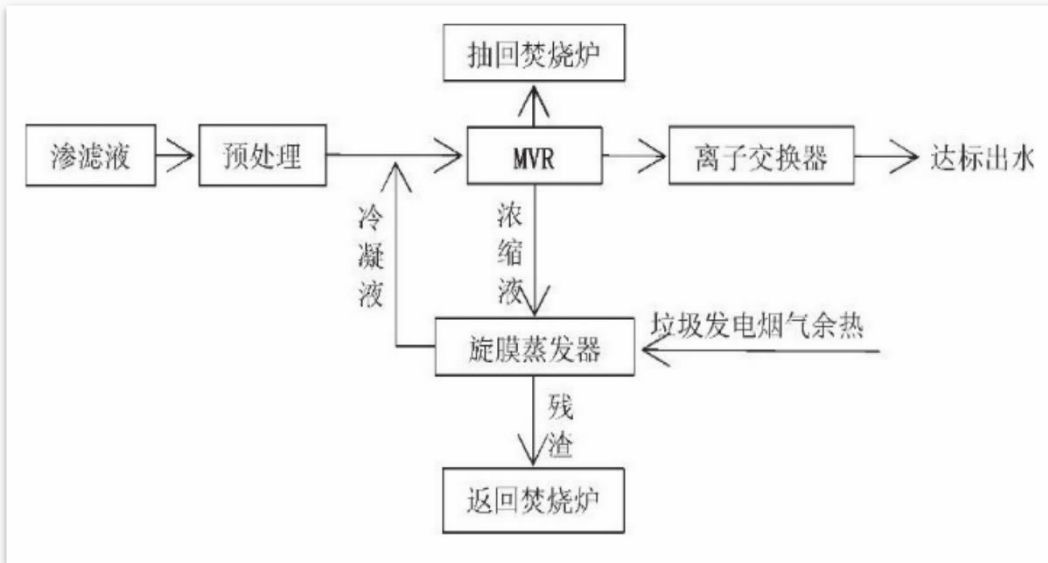 抽回焚烧炉
渗滤液
预处理
MVR
离子交换器
达标出水
冷凝液
浓缩液
垃圾发电烟气余热
旋膜蒸发器
残渣
返回焚烧炉